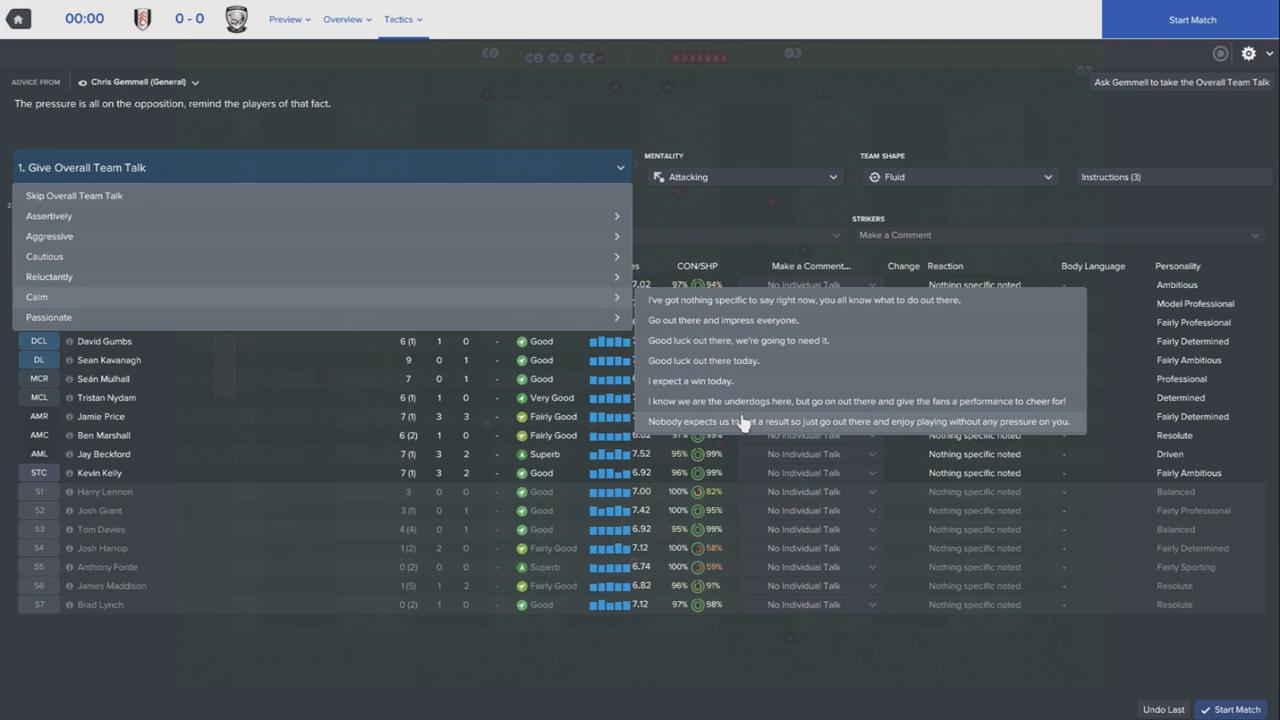 00:00 0 - 0 Preview Overview Tactics Start Match
ADVICE FROM Chris Gemmell (General) Ask Gemmell to take the Overall Team Talk
The pressure is all on the opposition, remind the players of that fact.
MENTALITY TEAM SHAPE
1. Give Overall Team Talk Attacking Fluid Instructions (3)
Skip Overall Team Talk
Assertively STRIKERS
Aggressive Make a Comment
Cautious CON/SHP Make a Comment... Change Reaction Body Language Personality
Reluctantly 7.02 97% 94% No Individual Talk Nothing specific noted - Ambitious
Calm I've got nothing specific to say right now, you all know what to do out there. Model Professional
Passionate Go out there and impress everyone. Fairly Professional
DCL David Gumbs 6 (1) 1 0 - Good Good luck out there, we're going to need it. Fairly Determined
DL Sean Kavanagh 9 0 1 - Good Good luck out there today. Fairly Ambitious
MCR Seán Mulhall 7 0 1 - Good I expect a win today. Professional
MCL Tristan Nydam 6 (1) 1 0 - Very Good I know we are the underdogs here, but go on out there and give the fans a performance to cheer for! Determined
AMR Jamie Price 7 (1) 3 3 - Fairly Good Nobody expects us to get a result so just go out there and enjoy playing without any pressure on you. Fairly Determined
AMC Ben Marshall 6 (2) 1 0 - Fairly Good No Individual Talk Nothing specific noted - Resolute
AML Jay Beckford 7 (1) 3 2 - Superb 7.52 95% 99% No Individual Talk Nothing specific noted - Driven
STC Kevin Kelly 7 (1) 3 2 - Good 6.92 96% 99% No Individual Talk Nothing specific noted - Fairly Ambitious
S1 Harry Lennon 3 0 0 - Good 7.00 100% 82% No Individual Talk Nothing specific noted - Balanced
S2 Josh Grant 3 (1) 0 1 - Good 7.42 100% 95% No Individual Talk Nothing specific noted - Fairly Professional
S3 Tom Davies 4 (4) 0 1 - Good 6.92 95% 99% No Individual Talk Nothing specific noted - Balanced
S4 Josh Harrop 1 (2) 2 0 - Fairly Good 7.12 100% 58% No Individual Talk Nothing specific noted - Fairly Determined
S5 Anthony Forde 0 (2) 0 0 - Superb 6.74 100% 59% No Individual Talk Nothing specific noted - Fairly Sporting
S6 James Maddison 1 (5) 1 2 - Fairly Good 6.82 96% 91% No Individual Talk Nothing specific noted - Resolute
S7 Brad Lynch 0 (2) 1 0 - Good 7.12 97% 98% No Individual Talk Nothing specific noted - Resolute
Undo Last Start Match